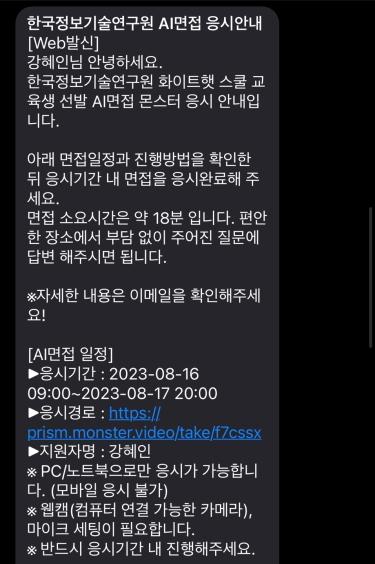 한국정보기술연구원 AI면접 응시안내
[Web발신]
강혜인님 안녕하세요.
한국정보기술연구원 화이트햇 스쿨 교
육생 선발 AI면접 몬스터 응시 안내입
니다.
아래 면접일정과 진행방법을 확인한
뒤 응시기간 내 면접을 응시완료해 주
세요.
면접 소요시간은 약 18분 입니다. 편안
한 장소에서 부담 없이 주어진 질문에
답변 해주시면 됩니다.
※자세한 내용은 이메일을 확인해주세
요!
[AI면접 일정]
▶응시기간 : 2023-08-16
09:00~2023-08-17 20:00
▶응시경로 : https://
prism.monster.video/take/f7cssx
▶지원자명 : 강혜인
※ PC/노트북으로만 응시가 가능합니
다. (모바일 응시 불가)
※ 웹캠(컴퓨터 연결 가능한 카메라),
마이크 세팅이 필요합니다.
※ 반드시 응시기간 내 진행해주세요.